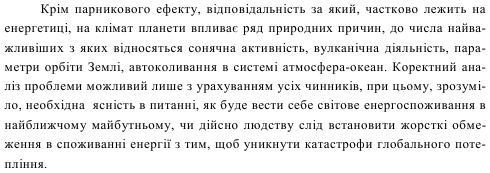 Крім парникового ефекту, відповідальність за який, частково лежить на
енергетиці, на клімат планети впливає ряд природних причин, до числа найва-
жливіших з яких відносяться сонячна активність, вулканічна діяльність, пара-
метри орбіти Землі, автоколивання в системі атмосфера-океан. Коректний ана-
ліз проблеми можливий лише з урахуванням усіх чинників, при цьому, зрозумі-
ло, необхідна ясність в питанні, як буде вести себе світове енергоспоживання в
найближчому майбутньому, чи дійсно людству слід встановити жорсткі обме-
ження в споживанні енергії з тим, щоб уникнути катастрофи глобального поте-
пління.